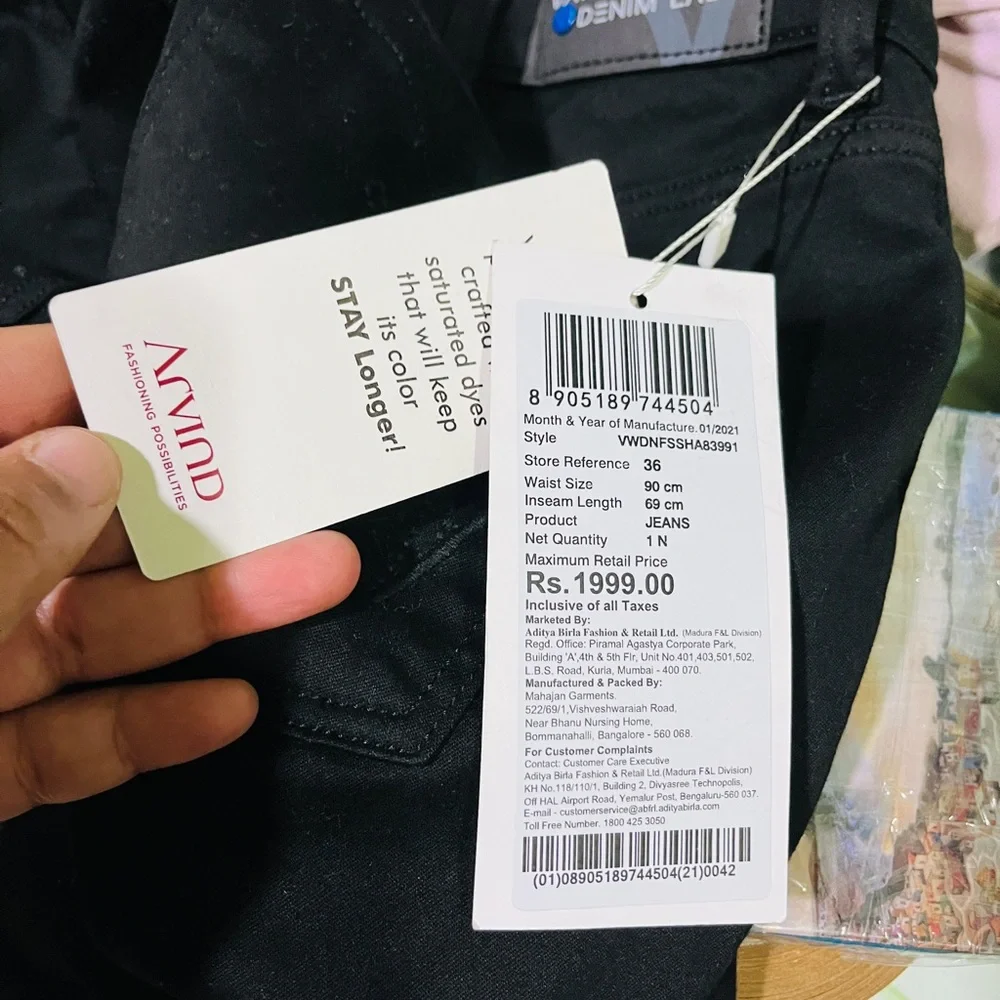 DENIM
crafted
saturated dyes
that will keep
its color
STAY Longer!
ARVIND
FASHIONING POSSIBILITIES
8 905189 744504
Month & Year of Manufacture. 01/2021
Style VWDNFSSHA83991
Store Reference 36
Waist Size 90 cm
Inseam Length 69 cm
Product JEANS
Net Quantity 1 N
Maximum Retail Price
Rs.1999.00
Inclusive of all Taxes
Marketed By:
Aditya Birla Fashion & Retail Ltd. (Madura F&L Division)
Regd. Office: Piramal Agastya Corporate Park,
Building 'A',4th & 5th Flr, Unit No.401,403,501,502,
L.B.S. Road, Kurla, Mumbai - 400 070.
Manufactured & Packed By:
Mahajan Garments.
522/69/1,Vishveshwaraiah Road,
Near Bhanu Nursing Home,
Bommanahalli, Bangalore - 560 068.
For Customer Complaints
Contact: Customer Care Executive
Aditya Birla Fashion & Retail Ltd.(Madura F&L Division)
KH No.118/110/1, Building 2, Divyasree Technopolis,
Off HAL Airport Road, Yemalur Post, Bengaluru-560 037.
E-mail - customerservice@abfrl.adityabirla.com
Toll Free Number. 1800 425 3050
(01)08905189744504(21)0042